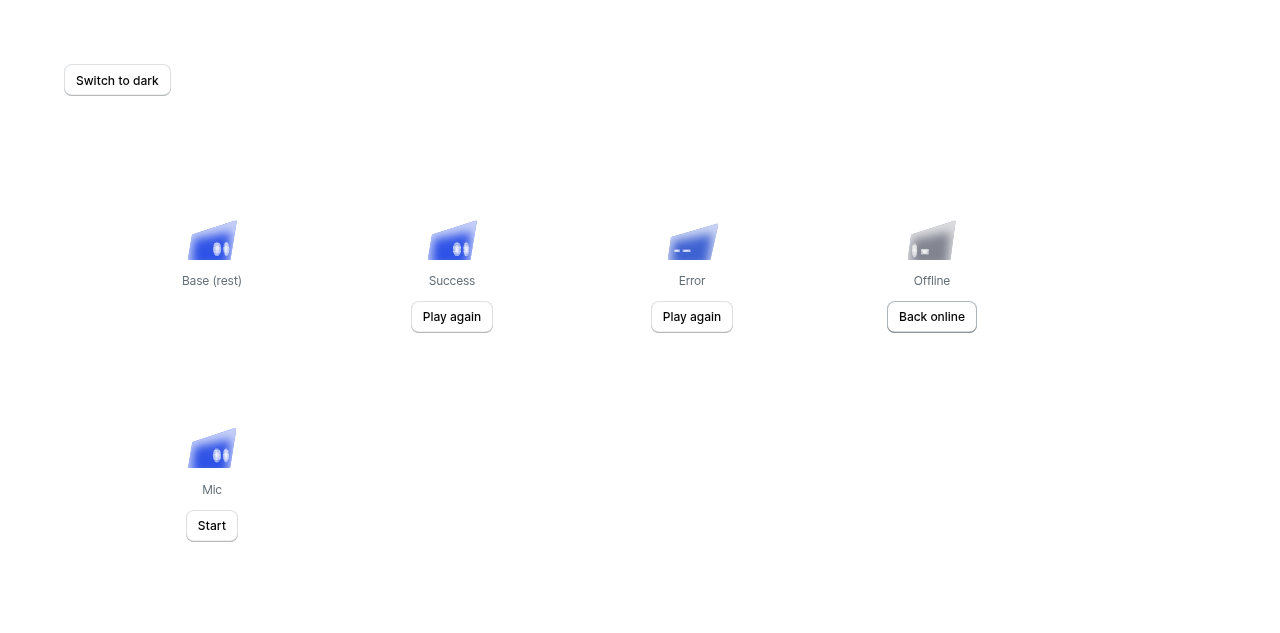 Switch to dark
Base (rest)
Success
Error
Offline
Play again
Play again
Back online
Mic
Start